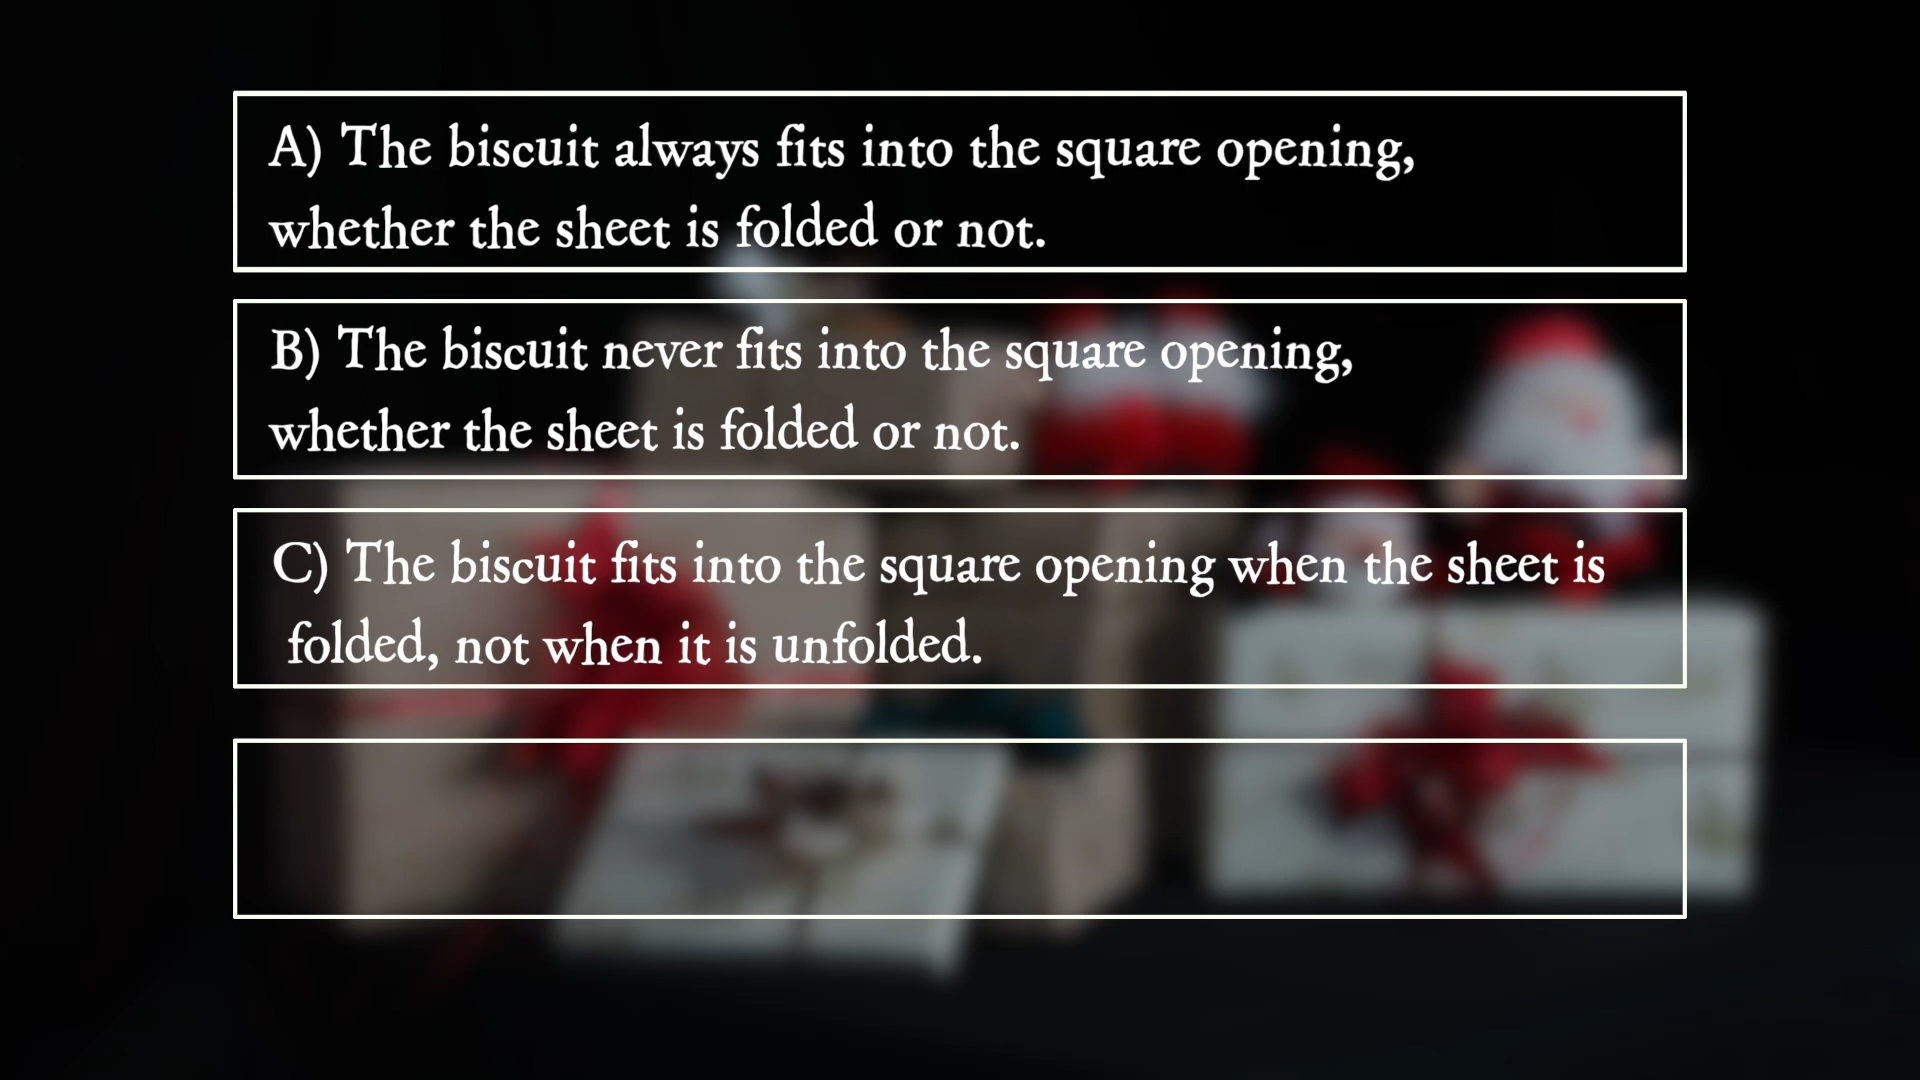 A) The biscuit always fits into the square opening,
whether the sheet is folded or not.
B) The biscuit never fits into the square opening,
whether the sheet is folded or not.
C) The biscuit fits into the square opening when the sheet is
folded, not when it is unfolded.